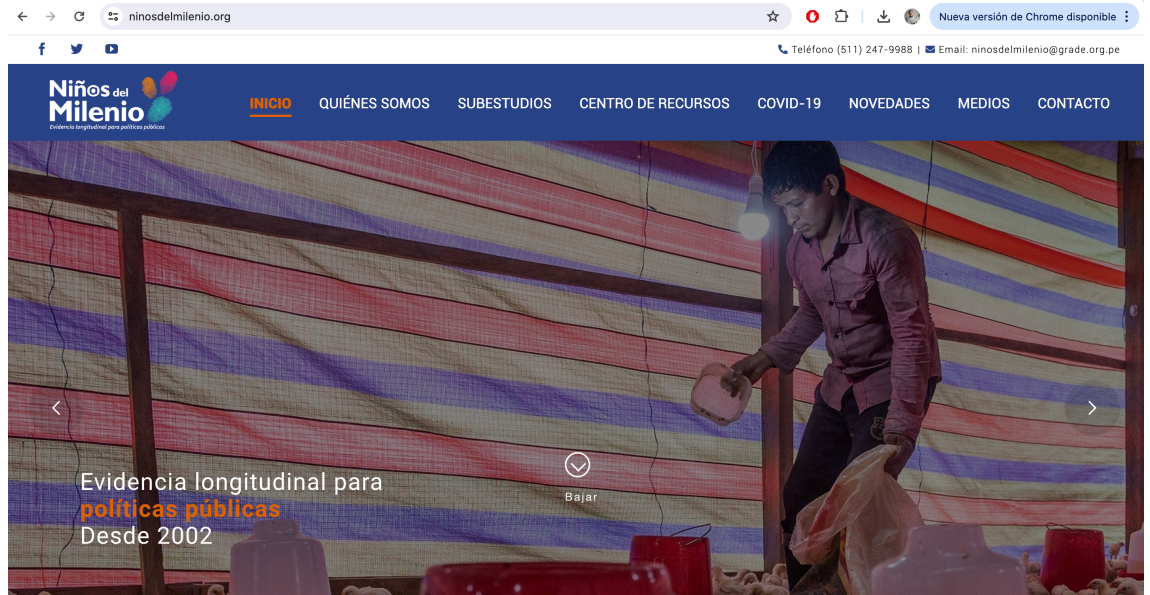 ninosdelmilenio.org
Nueva versión de Chrome disponible
Teléfono (511) 247-9988 | Email: ninosdelmilenio@grade.org.pe
Niños del
Milenio
Evidencia longitudinal para políticas públicas
INICIO QUIÉNES SOMOS SUBESTUDIOS CENTRO DE RECURSOS COVID-19 NOVEDADES MEDIOS CONTACTO
Evidencia longitudinal para
políticas públicas
Desde 2002
Bajar